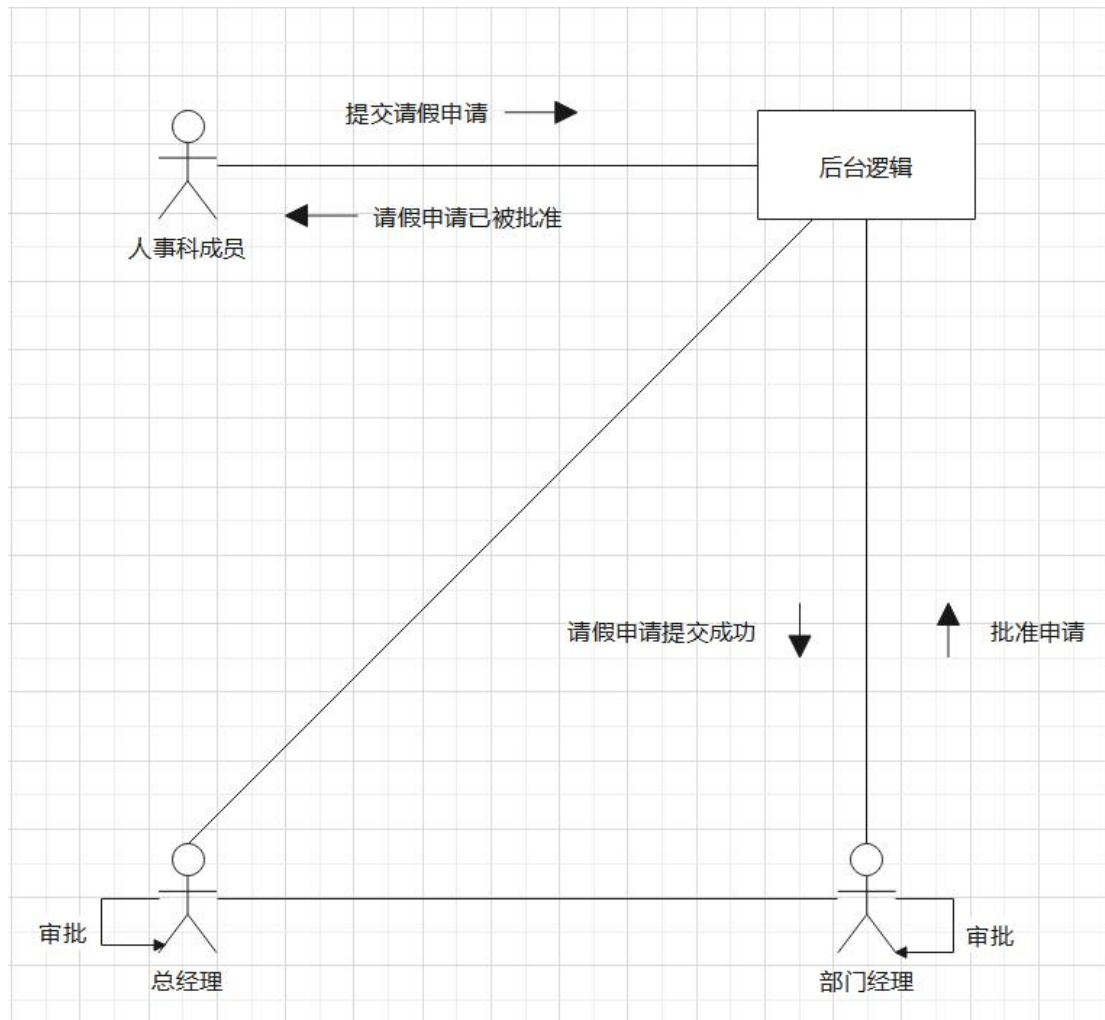 提交请假申请
后台逻辑
请假申请已被批准
人事科成员
请假申请提交成功
批准申请
审批
审批
总经理
部门经理